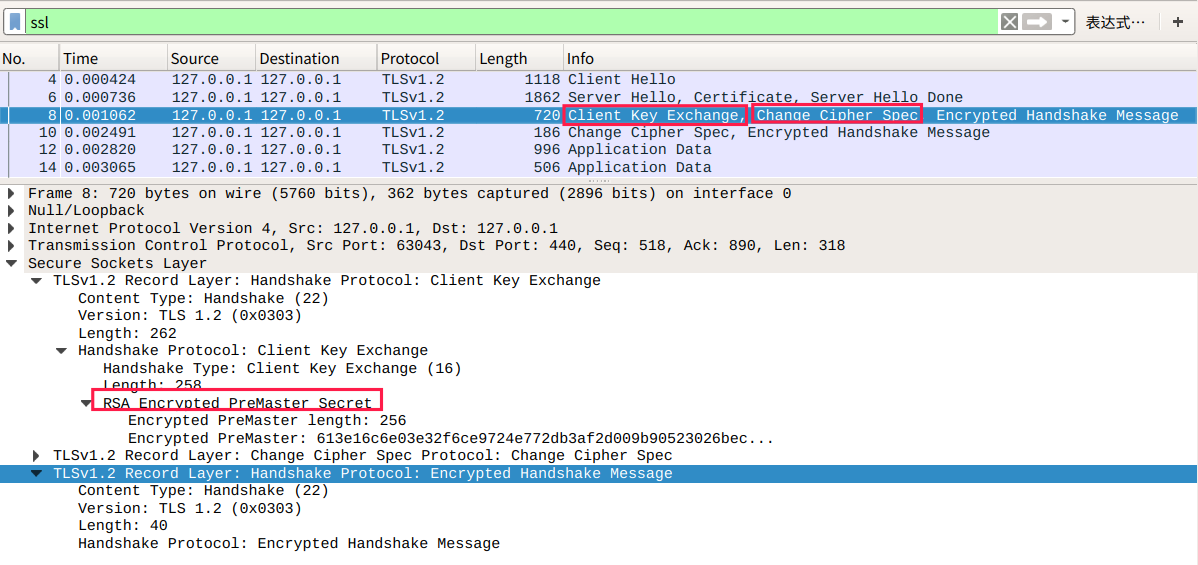 ssl 表达式… +
No. Time Source Destination Protocol Length Info
4 0.000424 127.0.0.1 127.0.0.1 TLSv1.2 1118 Client Hello
6 0.000736 127.0.0.1 127.0.0.1 TLSv1.2 1862 Server Hello, Certificate, Server Hello Done
8 0.001062 127.0.0.1 127.0.0.1 TLSv1.2 720 Client Key Exchange, Change Cipher Spec, Encrypted Handshake Message
10 0.002491 127.0.0.1 127.0.0.1 TLSv1.2 186 Change Cipher Spec, Encrypted Handshake Message
12 0.002820 127.0.0.1 127.0.0.1 TLSv1.2 996 Application Data
14 0.003065 127.0.0.1 127.0.0.1 TLSv1.2 506 Application Data
Frame 8: 720 bytes on wire (5760 bits), 362 bytes captured (2896 bits) on interface 0
Null/Loopback
Internet Protocol Version 4, Src: 127.0.0.1, Dst: 127.0.0.1
Transmission Control Protocol, Src Port: 63043, Dst Port: 440, Seq: 518, Ack: 890, Len: 318
Secure Sockets Layer
TLSv1.2 Record Layer: Handshake Protocol: Client Key Exchange
Content Type: Handshake (22)
Version: TLS 1.2 (0x0303)
Length: 262
Handshake Protocol: Client Key Exchange
Handshake Type: Client Key Exchange (16)
Length: 258
RSA Encrypted PreMaster Secret
Encrypted PreMaster length: 256
Encrypted PreMaster: 613e16c6e03e32f6ce9724e772db3af2d009b90523026bec...
TLSv1.2 Record Layer: Change Cipher Spec Protocol: Change Cipher Spec
TLSv1.2 Record Layer: Handshake Protocol: Encrypted Handshake Message
Content Type: Handshake (22)
Version: TLS 1.2 (0x0303)
Length: 40
Handshake Protocol: Encrypted Handshake Message